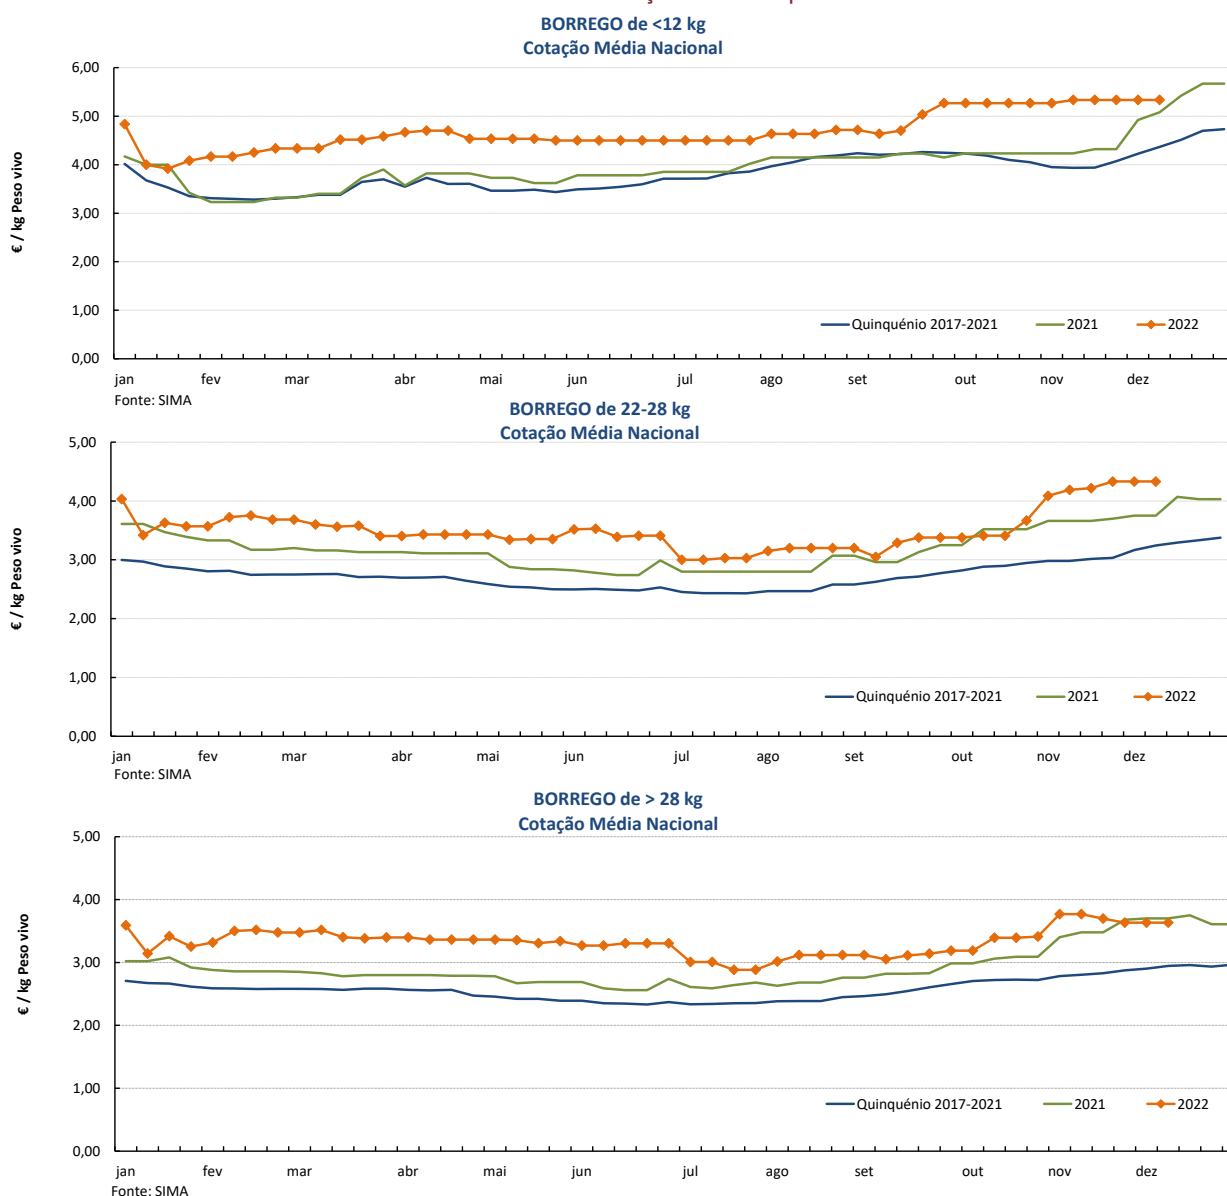 BORREGO de <12 kg
Cotação Média Nacional
6,00
5,00
4,00
3,00
2,00
1,00
0,00
€ / kg Peso vivo
Quinquénio 2017-2021 2021 2022
jan fev mar abr mai jun jul ago set out nov dez
Fonte: SIMA
BORREGO de 22-28 kg
Cotação Média Nacional
5,00
4,00
3,00
2,00
1,00
0,00
€ / kg Peso vivo
Quinquénio 2017-2021 2021 2022
jan fev mar abr mai jun jul ago set out nov dez
Fonte: SIMA
BORREGO de > 28 kg
Cotação Média Nacional
5,00
4,00
3,00
2,00
1,00
0,00
€ / kg Peso vivo
Quinquénio 2017-2021 2021 2022
jan fev mar abr mai jun jul ago set out nov dez
Fonte: SIMA